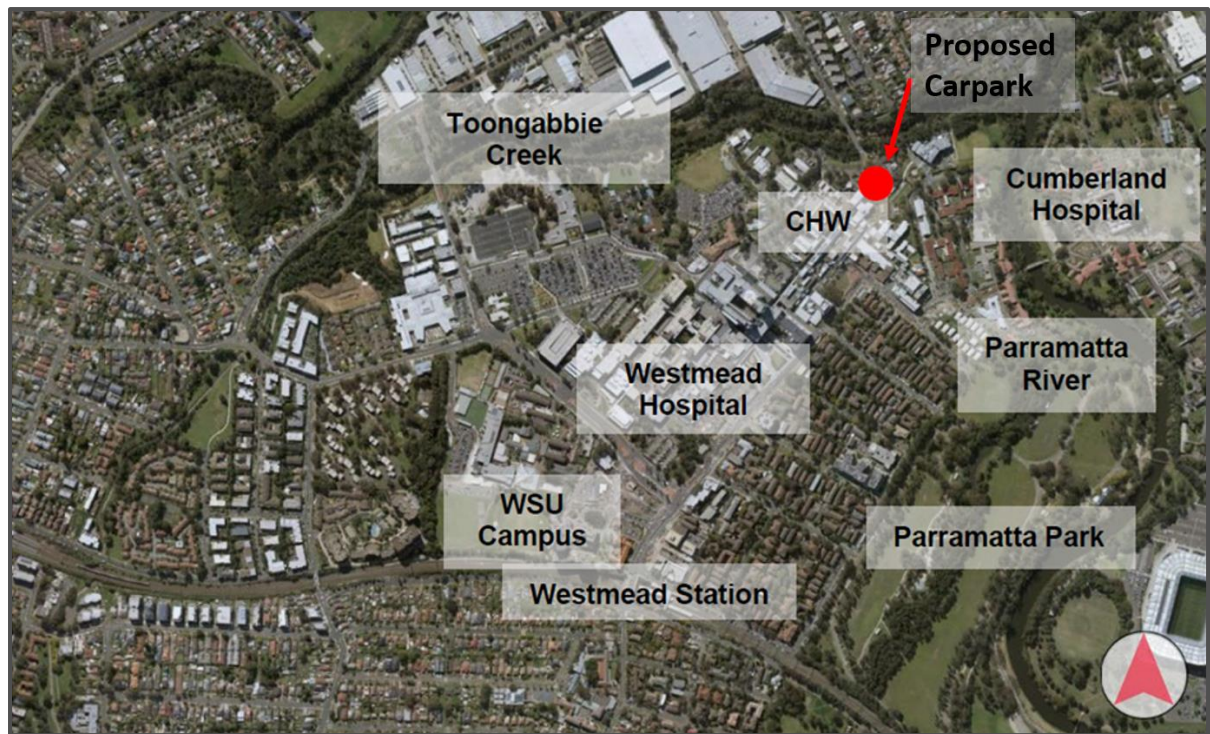 Proposed
Carpark
Toongabbie
Creek
Cumberland
Hospital
CHW
Parramatta
River
Westmead
Hospital
WSU
Campus
Parramatta Park
Westmead Station